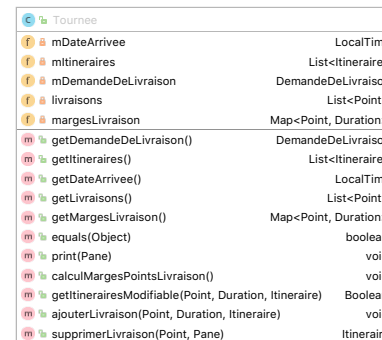 C Tournee
f mDateArrivee LocalTim
f mItineraires List<Itineraire
f mDemandeDeLivraison DemandeDeLivraiso
f livraisons List<Point
f margesLivraison Map<Point, Duration
m getDemandeDeLivraison() DemandeDeLivraiso
m getItineraires() List<Itineraire
m getDateArrivee() LocalTim
m getLivraisons() List<Point
m getMargesLivraison() Map<Point, Duration
m equals(Object) boolea
m print(Pane) voi
m calculMargesPointsLivraison() voi
m getItinerairesModifiable(Point, Duration, Itineraire) Boolea
m ajouterLivraison(Point, Duration, Itineraire) voi
m supprimerLivraison(Point, Pane) Itinerair